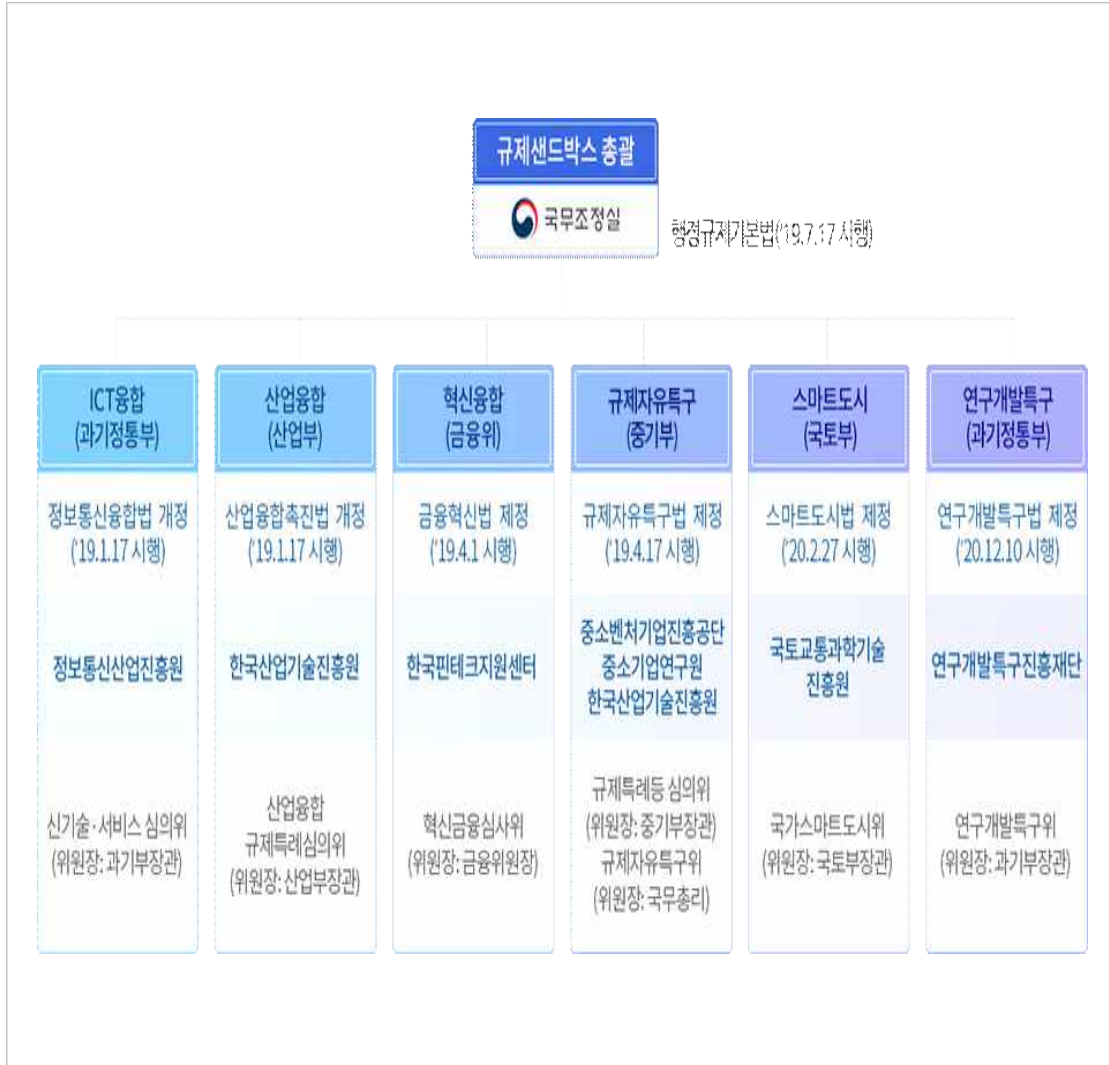 규제샌드박스 총괄
국무조정실
행정규제기본법('19.7.17 시행)
ICT융합
(과기정통부)
정보통신융합법 개정
('19.1.17 시행)
정보통신산업진흥원
신기술·서비스 심의위
(위원장: 과기부장관)
산업융합
(산업부)
산업융합촉진법 개정
('19.1.17 시행)
한국산업기술진흥원
산업융합
규제특례심의위
(위원장: 산업부장관)
혁신융합
(금융위)
금융혁신법 제정
('19.4.1 시행)
한국핀테크지원센터
혁신금융심사위
(위원장: 금융위원장)
규제자유특구
(중기부)
규제자유특구법 제정
('19.4.17 시행)
중소벤처기업진흥공단
중소기업연구원
한국산업기술진흥원
규제특례등 심의위
(위원장: 중기부장관)
규제자유특구위
(위원장: 국무총리)
스마트도시
(국토부)
스마트도시법 제정
('20.2.27 시행)
국토교통과학기술
진흥원
국가스마트도시위
(위원장: 국토부장관)
연구개발특구
(과기정통부)
연구개발특구법 제정
('20.12.10 시행)
연구개발특구진흥재단
연구개발특구위
(위원장: 과기부장관)